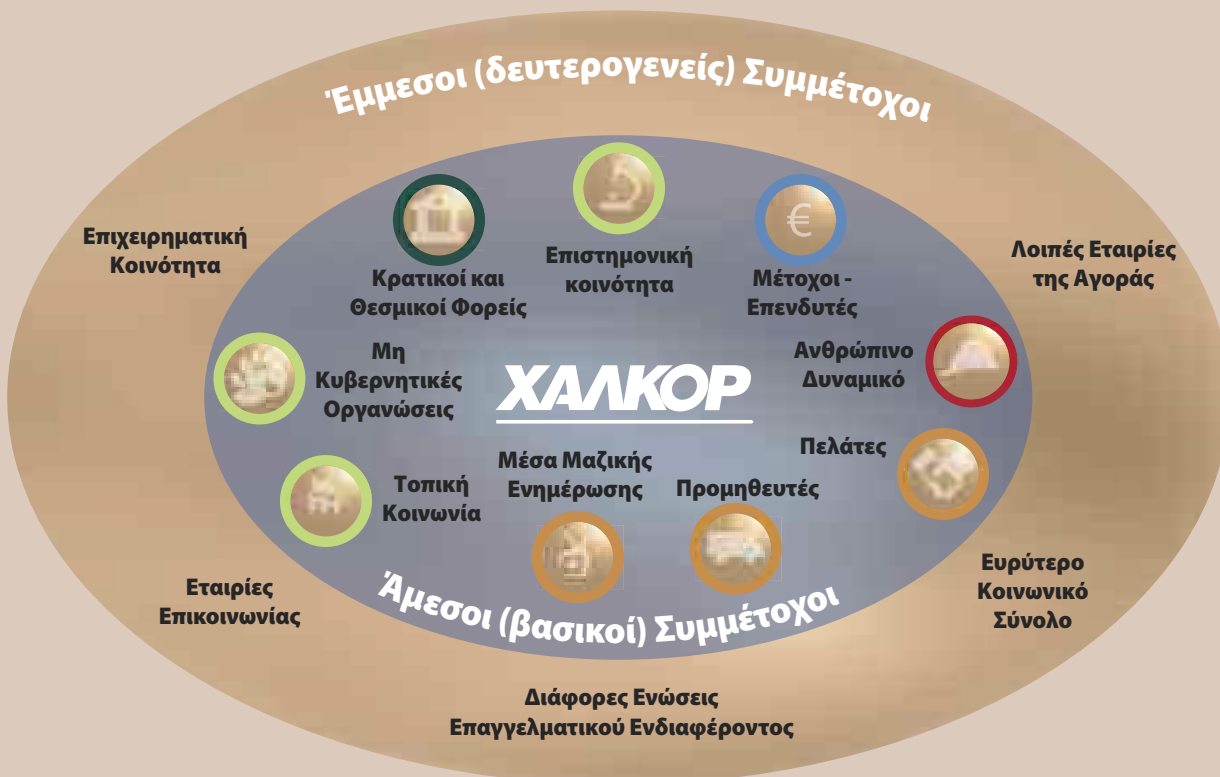 Έμμεσοι (δευτερογενείς) Συμμέτοχοι
Επιχειρηματική
Κοινότητα
Κρατικοί και
Θεσμικοί Φορείς
Επιστημονική
κοινότητα
€
Μέτοχοι -
Επενδυτές
Λοιπές Εταιρίες
της Αγοράς
Μη
Κυβερνητικές
Οργανώσεις
ΧΑΛΚΟΡ
Ανθρώπινο
Δυναμικό
Πελάτες
Τοπική
Κοινωνία
Μέσα Μαζικής
Ενημέρωσης
Προμηθευτές
Άμεσοι (βασικοί) Συμμέτοχοι
Εταιρίες
Επικοινωνίας
Ευρύτερο
Κοινωνικό
Σύνολο
Διάφορες Ενώσεις
Επαγγελματικού Ενδιαφέροντος